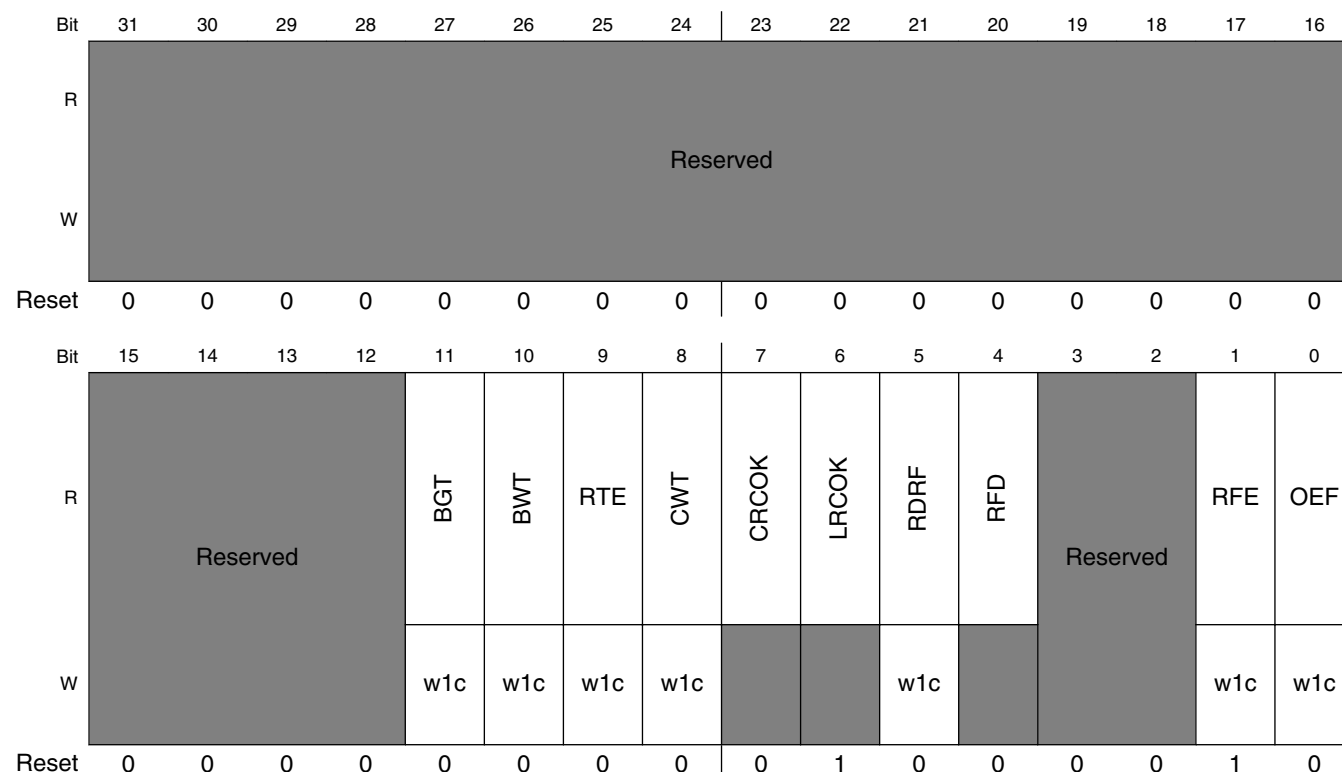 Bit 31 30 29 28 27 26 25 24 23 22 21 20 19 18 17 16
R
Reserved
W
Reset 0 0 0 0 0 0 0 0 0 0 0 0 0 0 0 0
Bit 15 14 13 12 11 10 9 8 7 6 5 4 3 2 1 0
R BGT BWT RTE CWT CRCOK LRCOK RDRF RFD RFE OEF
Reserved Reserved
W w1c w1c w1c w1c w1c w1c w1c
Reset 0 0 0 0 0 0 0 0 0 1 0 0 0 0 1 0